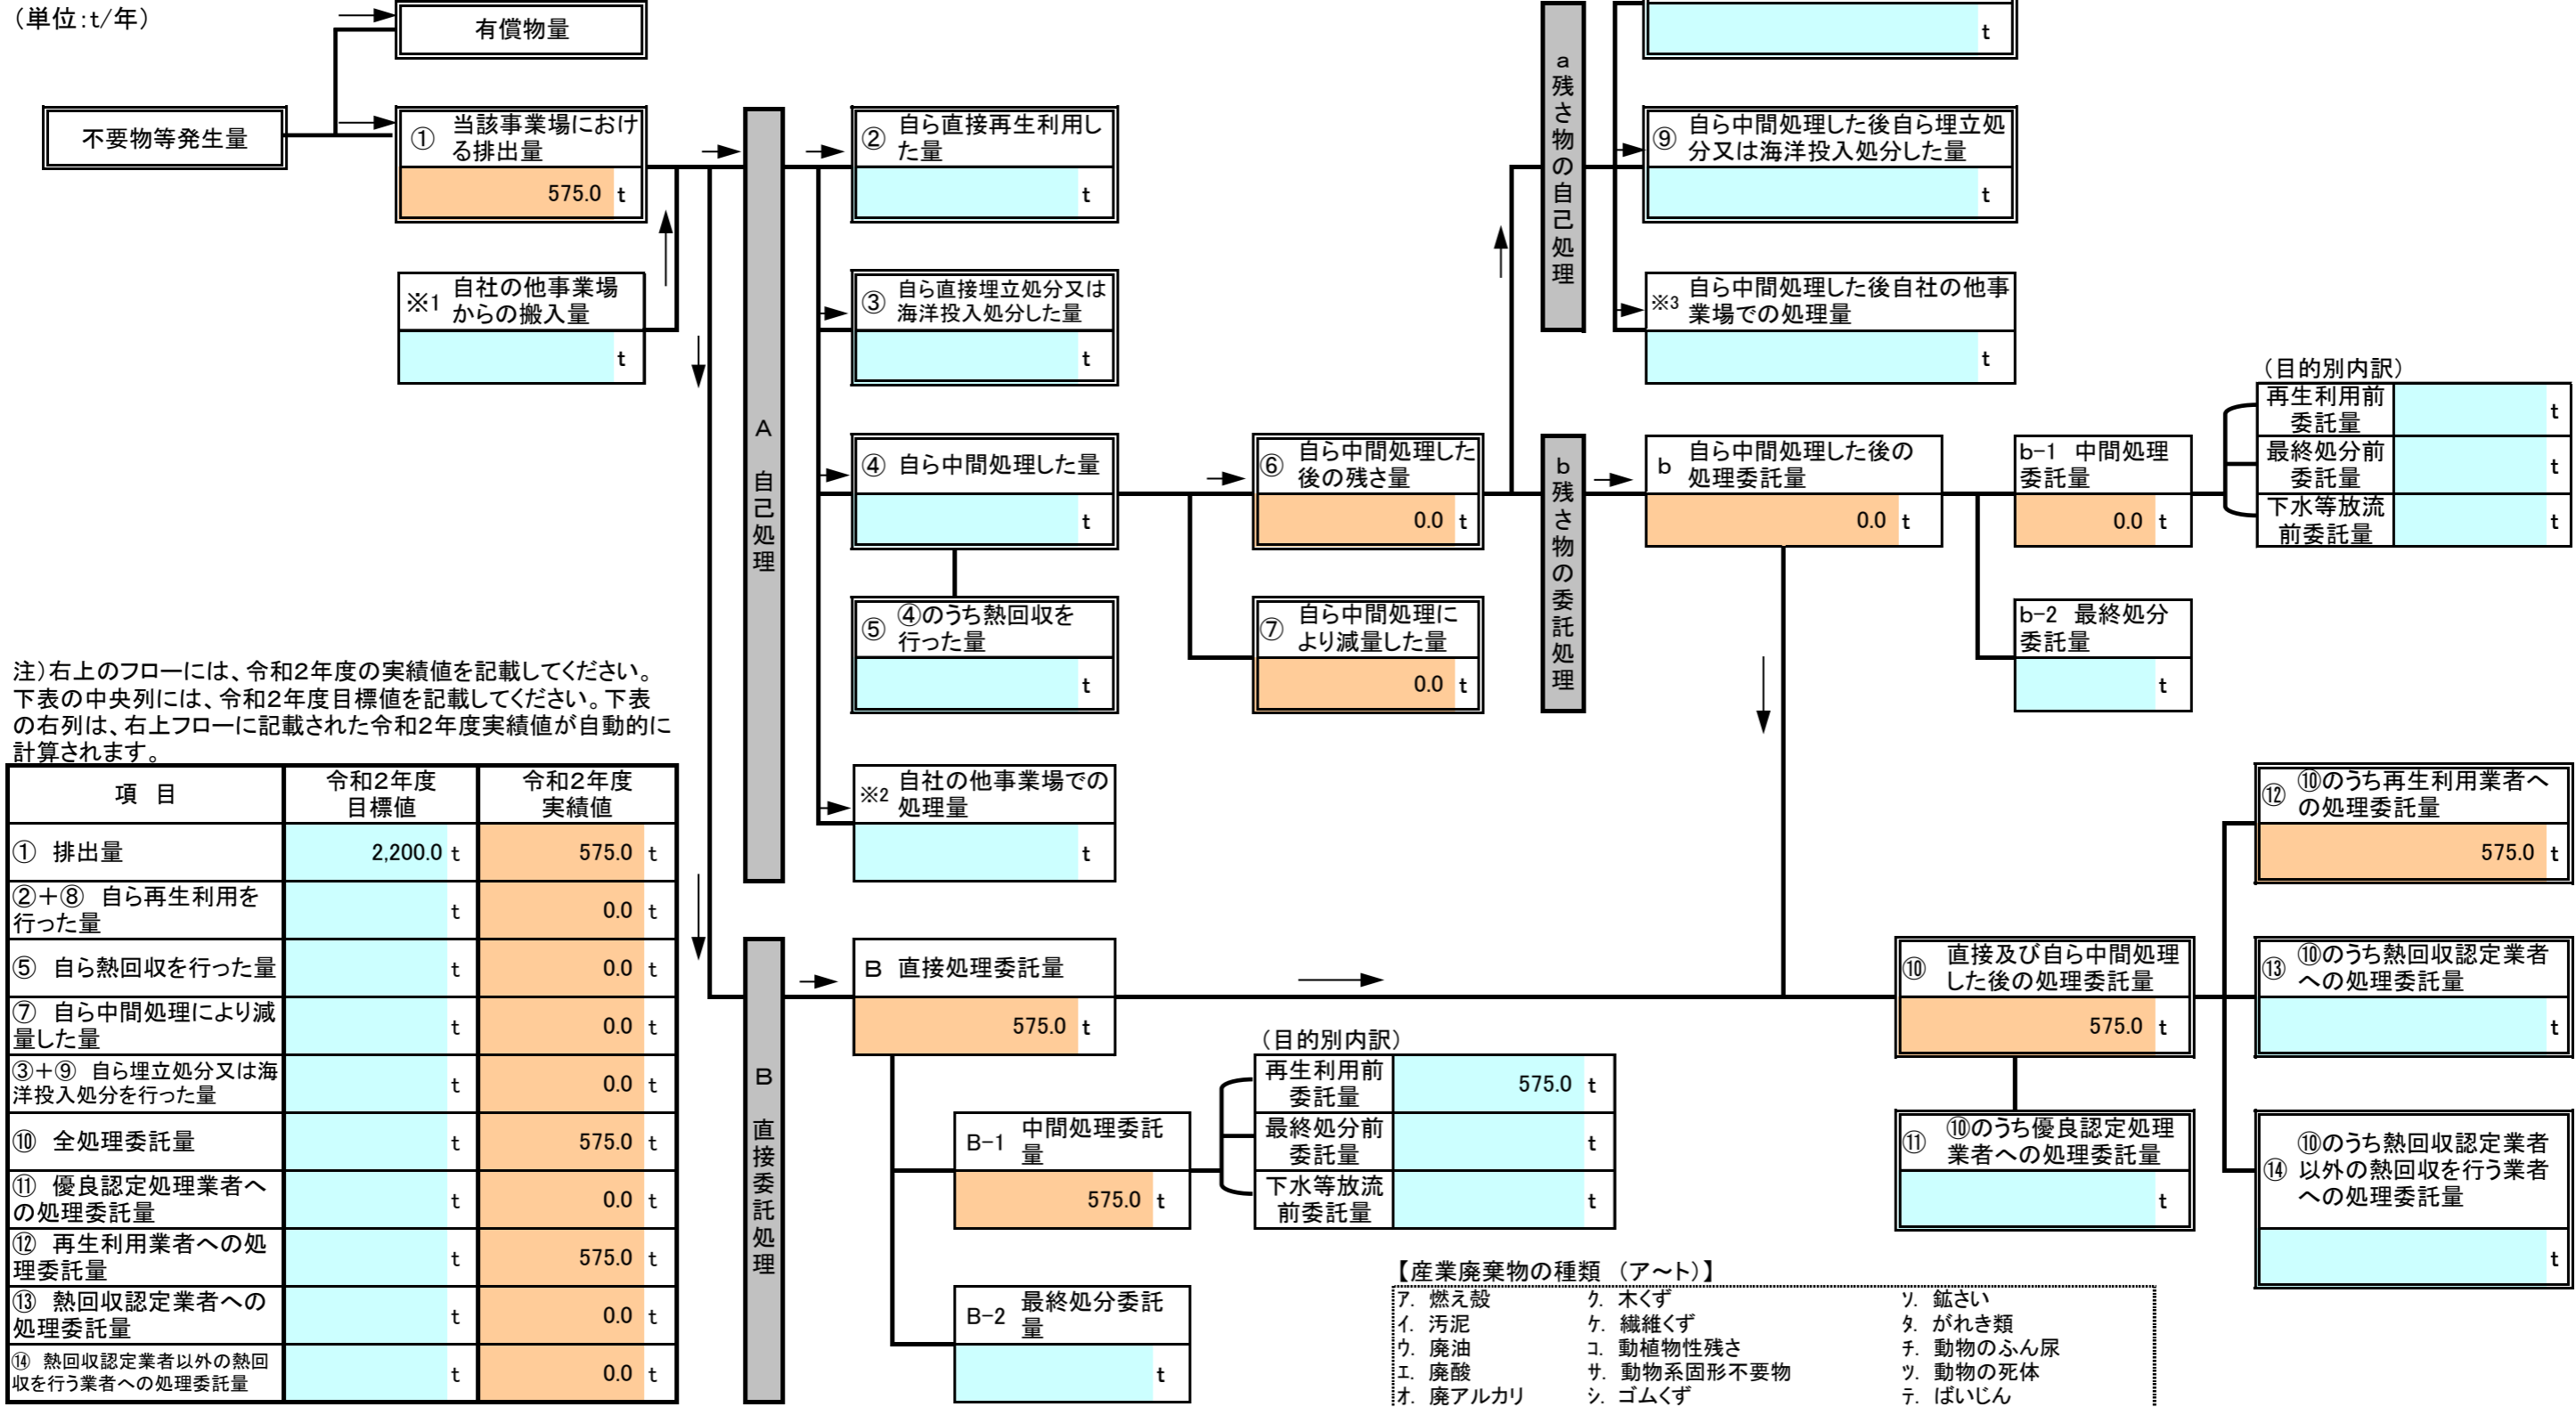 （単位：t/年）
有償物量
不要物等発生量
① 当該事業場におけ
る排出量
575.0 t
※1 自社の他事業場
からの搬入量
t
A 自己処理
② 自ら直接再生利用し
た量
t
③ 自ら直接埋立処分又は
海洋投入処分した量
t
④ 自ら中間処理した量
t
⑤ ④のうち熱回収を
行った量
t
※2 自社の他事業場での
処理量
t
⑥ 自ら中間処理した
後の残さ量
0.0 t
⑦ 自ら中間処理に
より減量した量
0.0 t
a 残さ物の自己処理
t
⑨ 自ら中間処理した後自ら埋立処
分又は海洋投入処分した量
t
※3 自ら中間処理した後自社の他事
業場での処理量
t
b 残さ物の委託処理
b 自ら中間処理した後の
処理委託量
0.0 t
b-1 中間処理
委託量
0.0 t
b-2 最終処分
委託量
t
（目的別内訳）
再生利用前
委託量
t
最終処分前
委託量
t
下水等放流
前委託量
t
注）右上のフローには、令和２年度の実績値を記載してください。
下表の中央列には、令和２年度目標値を記載してください。下表
の右列は、右上フローに記載された令和２年度実績値が自動的に
計算されます。
項 目 令和２年度 目標値 令和２年度 実績値
① 排出量 2,200.0 t 575.0 t
②＋⑧ 自ら再生利用を
行った量 t 0.0 t
⑤ 自ら熱回収を行った量 t 0.0 t
⑦ 自ら中間処理により減
量した量 t 0.0 t
③＋⑨ 自ら埋立処分又は海
洋投入処分を行った量 t 0.0 t
⑩ 全処理委託量 t 575.0 t
⑪ 優良認定処理業者へ
の処理委託量 t 0.0 t
⑫ 再生利用業者への処
理委託量 t 575.0 t
⑬ 熱回収認定業者への
処理委託量 t 0.0 t
⑭ 熱回収認定業者以外の熱回
収を行う業者への処理委託量 t 0.0 t
B 直接委託処理
B 直接処理委託量
575.0 t
B-1 中間処理委託
量
575.0 t
B-2 最終処分委託
量
t
（目的別内訳）
再生利用前
委託量
575.0 t
最終処分前
委託量
t
下水等放流
前委託量
t
⑩ 直接及び自ら中間処理
した後の処理委託量
575.0 t
⑪ ⑩のうち優良認定処理
業者への処理委託量
t
⑫ ⑩のうち再生利用業者へ
の処理委託量
575.0 t
⑬ ⑩のうち熱回収認定業者
への処理委託量
t
⑭ ⑩のうち熱回収認定業者
以外の熱回収を行う業者
への処理委託量
t
【産業廃棄物の種類 （ア～ト）】
ｱ. 燃え殻 ｸ. 木くず ｿ. 鉱さい
ｲ. 汚泥 ｹ. 繊維くず ﾀ. がれき類
ｳ. 廃油 ｺ. 動植物性残さ ﾁ. 動物のふん尿
ｴ. 廃酸 ｻ. 動物系固形不要物 ﾂ. 動物の死体
ｵ. 廃アルカリ ｼ. ゴムくず ﾃ. ばいじん